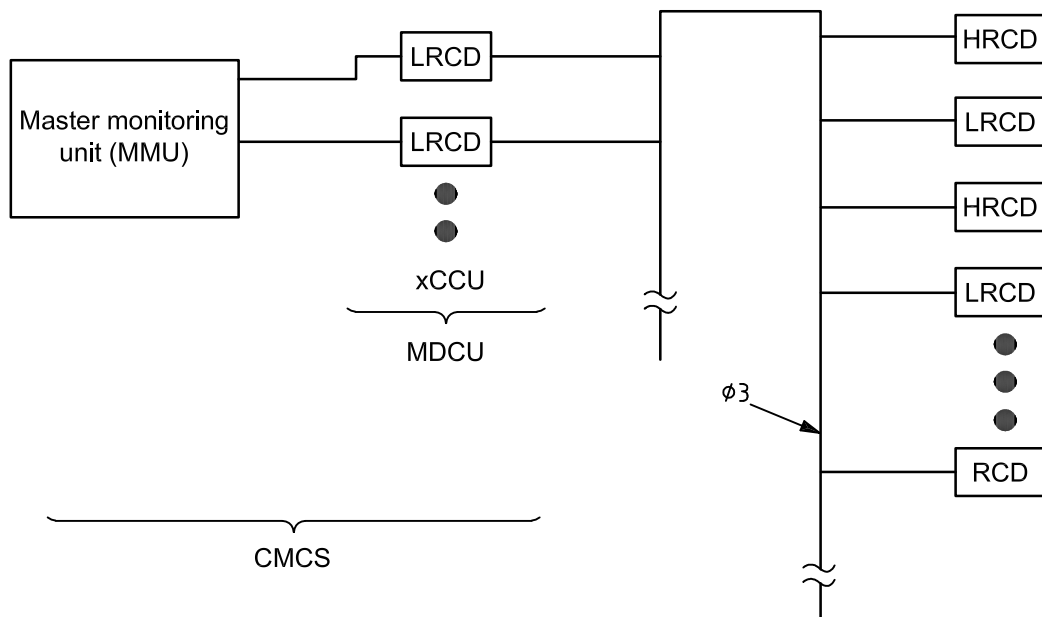 Master monitoring
unit (MMU)
LRCD
LRCD
xCCU
MDCU
CMCS
HRCD
LRCD
HRCD
LRCD
RCD
φ3